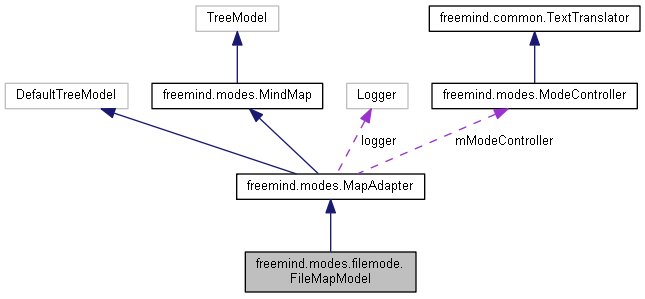 TreeModel
freemind.common.TextTranslator
DefaultTreeModel
freemind.modes.MindMap
Logger
freemind.modes.ModeController
logger
mModeController
freemind.modes.MapAdapter
freemind.modes.filemode.
FileMapModel